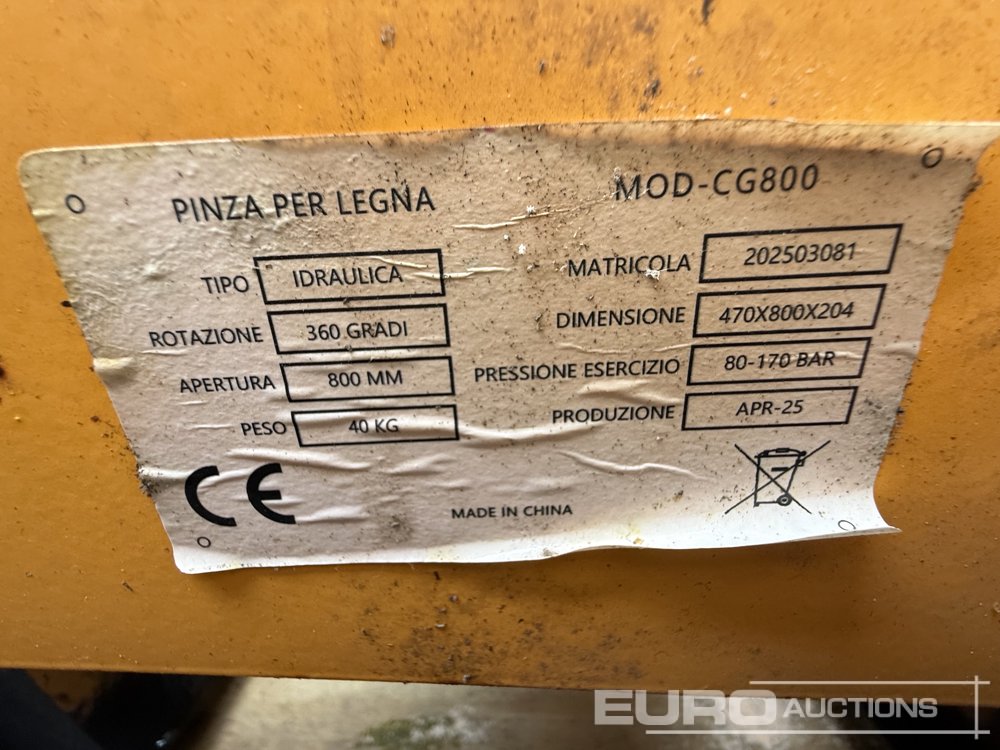 PINZA PER LEGNA
MOD-CG800
TIPO IDRAULICA
ROTAZIONE 360 GRADI
APERTURA 800 MM
PESO 40 KG
MATRICOLA 202503081
DIMENSIONE 470X800X204
PRESSIONE ESERCIZIO 80-170 BAR
PRODUZIONE APR-25
CE
MADE IN CHINA
EURO AUCTIONS